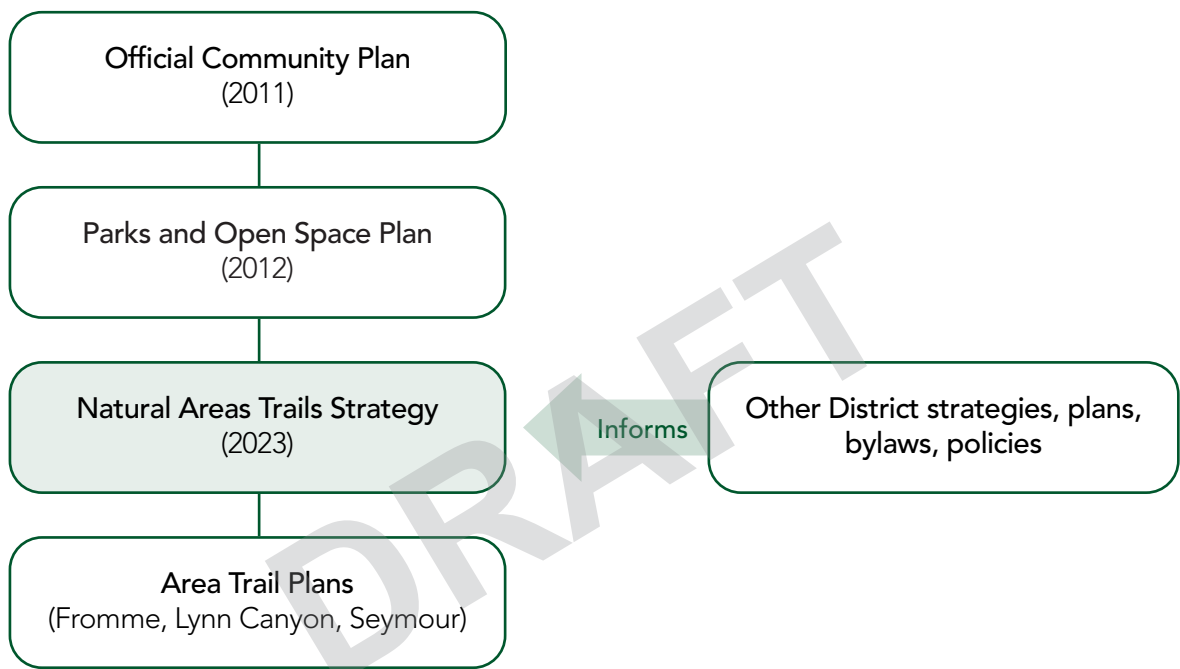 Official Community Plan
(2011)
Parks and Open Space Plan
(2012)
Natural Areas Trails Strategy
(2023)
Informs
Other District strategies, plans,
bylaws, policies
Area Trail Plans
(Fromme, Lynn Canyon, Seymour)
DRAFT